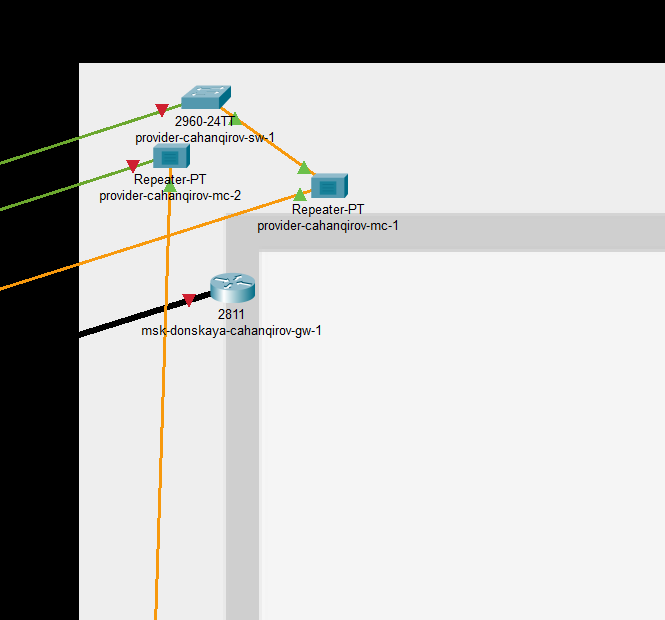 2960-24TT
provider-cahanqirov-sw-1
Repeater-PT
provider-cahanqirov-mc-2
Repeater-PT
provider-cahanqirov-mc-1
2811
msk-donskaya-cahanqirov-gw-1